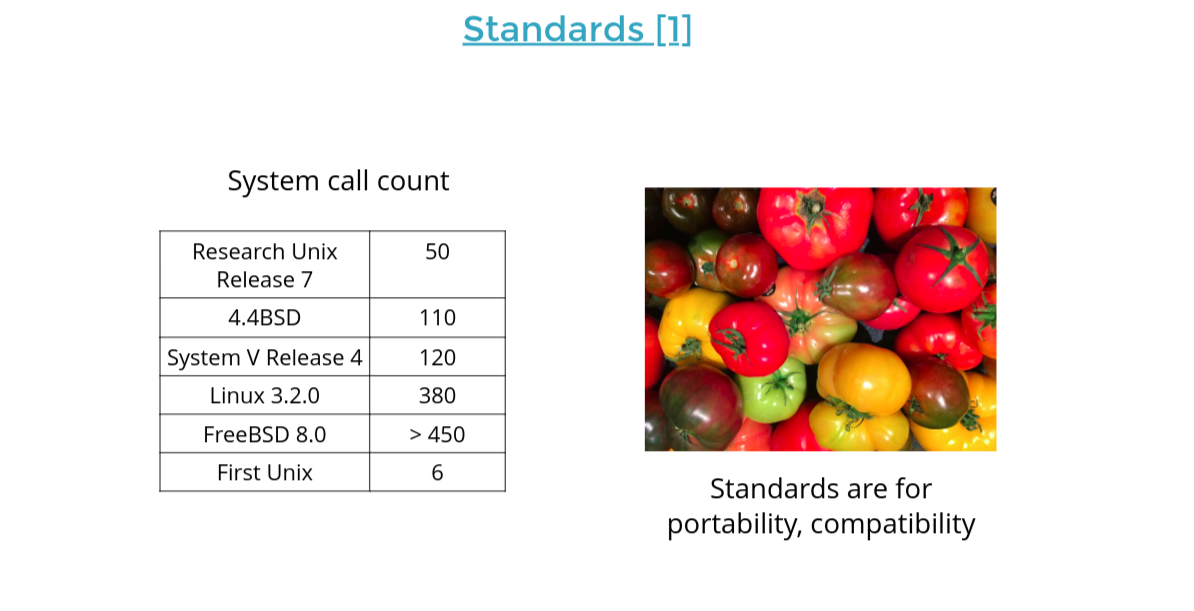 Standards [1]
System call count
Research Unix
Release 7
50
4.4BSD
110
System V Release 4
120
Linux 3.2.0
380
FreeBSD 8.0
> 450
First Unix
6
Standards are for
portability, compatibility